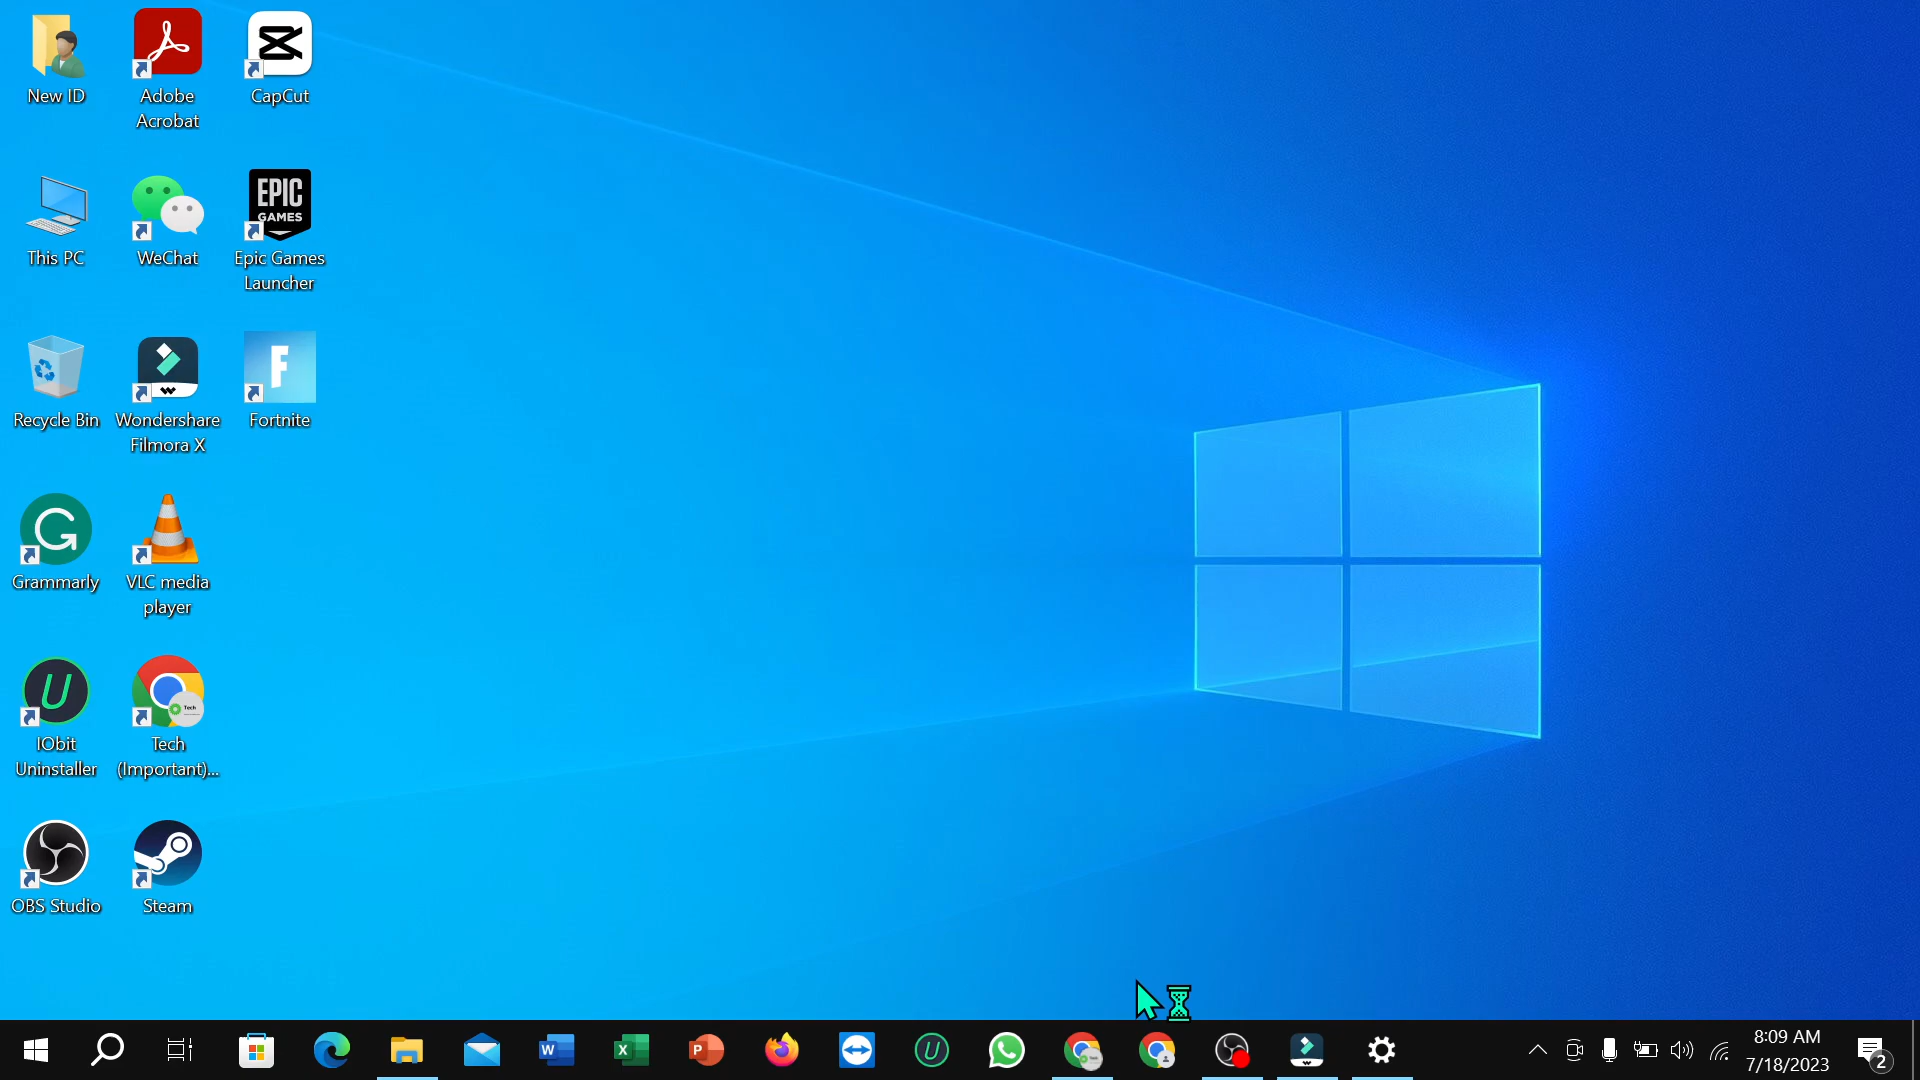 New ID
Adobe
Acrobat
CapCut
This PC
WeChat
EPIC
GAMES
Epic Games
Launcher
Recycle Bin
Wondershare
Filmora X
F
Fortnite
G
Grammarly
VLC media
player
U
IObit
Uninstaller
Tech
Tech
(Important)...
OBS Studio
Steam
W
X
P
U
8:09 AM
7/18/2023
2